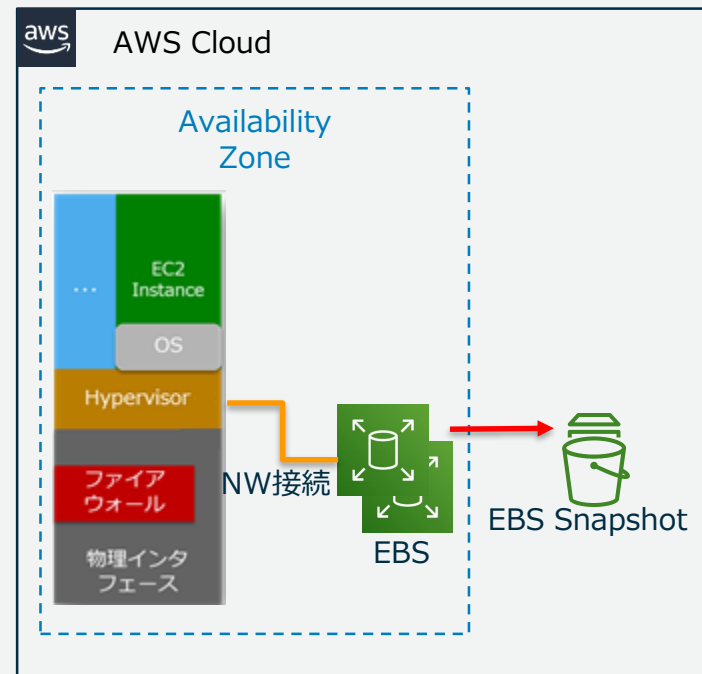 aws
AWS Cloud
Availability
Zone
...
EC2
Instance
OS
Hypervisor
ファイア
ウォール
物理インタ
フェース
NW接続
EBS
EBS Snapshot